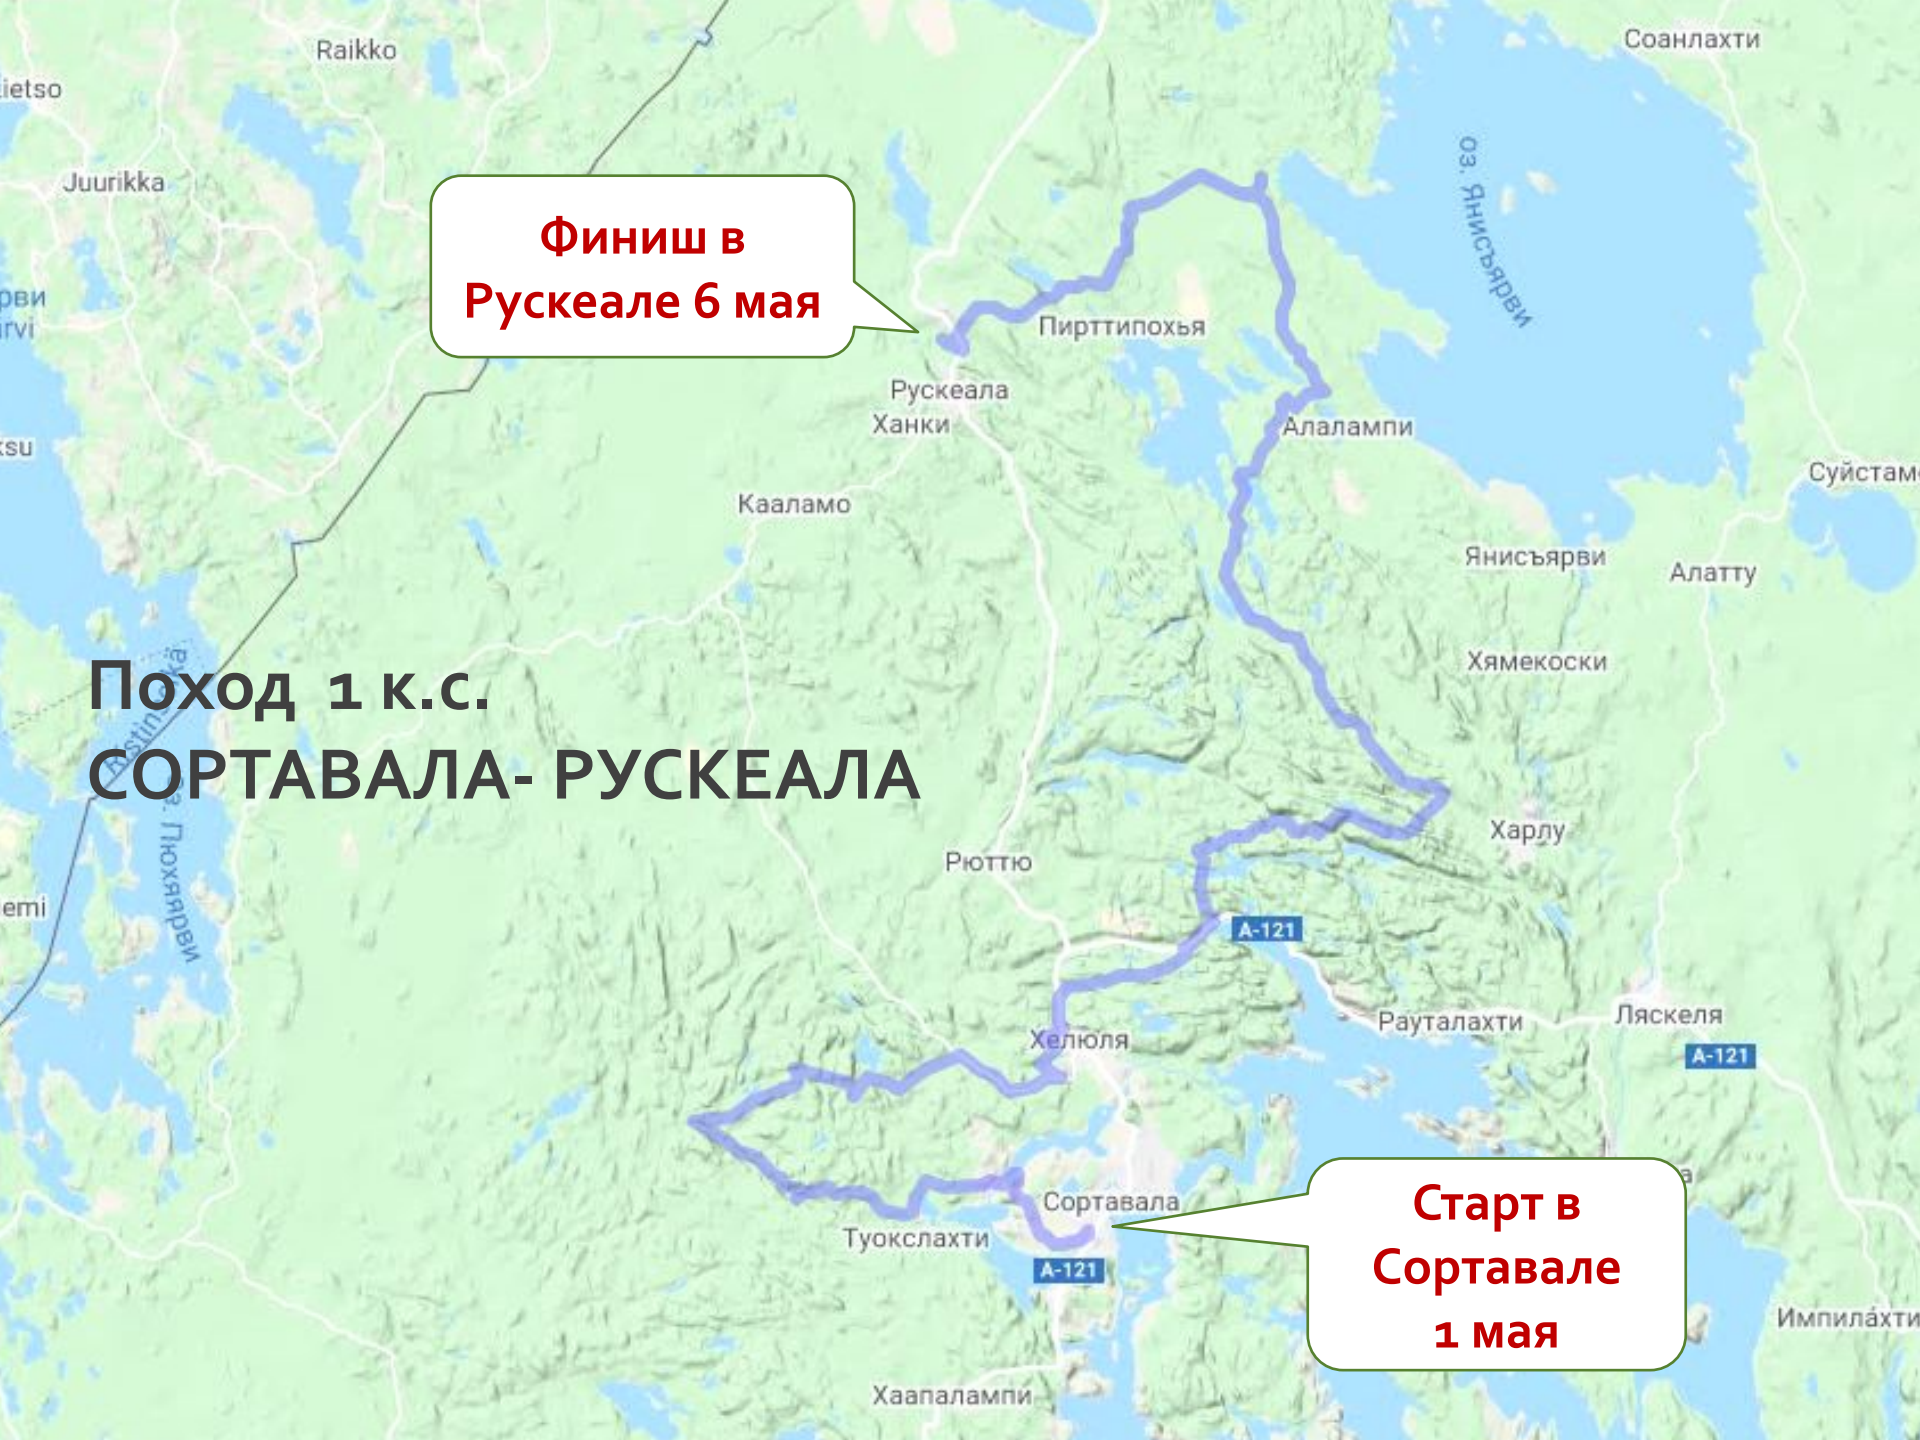 Raikko
Соанлахти
Juurikka
оз. Янисъярви
Финиш в
Рускеале 6 мая
Пирттипохья
Рускеала
Ханки
Алалампи
Суйстам
Кааламо
Янисъярви
Алатту
Хямекоски
Поход 1 к.с.
СОРТАВАЛА- РУСКЕАЛА
Пюхяярви
Харлу
Рюттю
А-121
Рауталахти
Ляскеля
Хелюля
А-121
Сортавала
Туокслахти
А-121
Старт в
Сортавале
1 мая
Импилахти
Хаапалампи